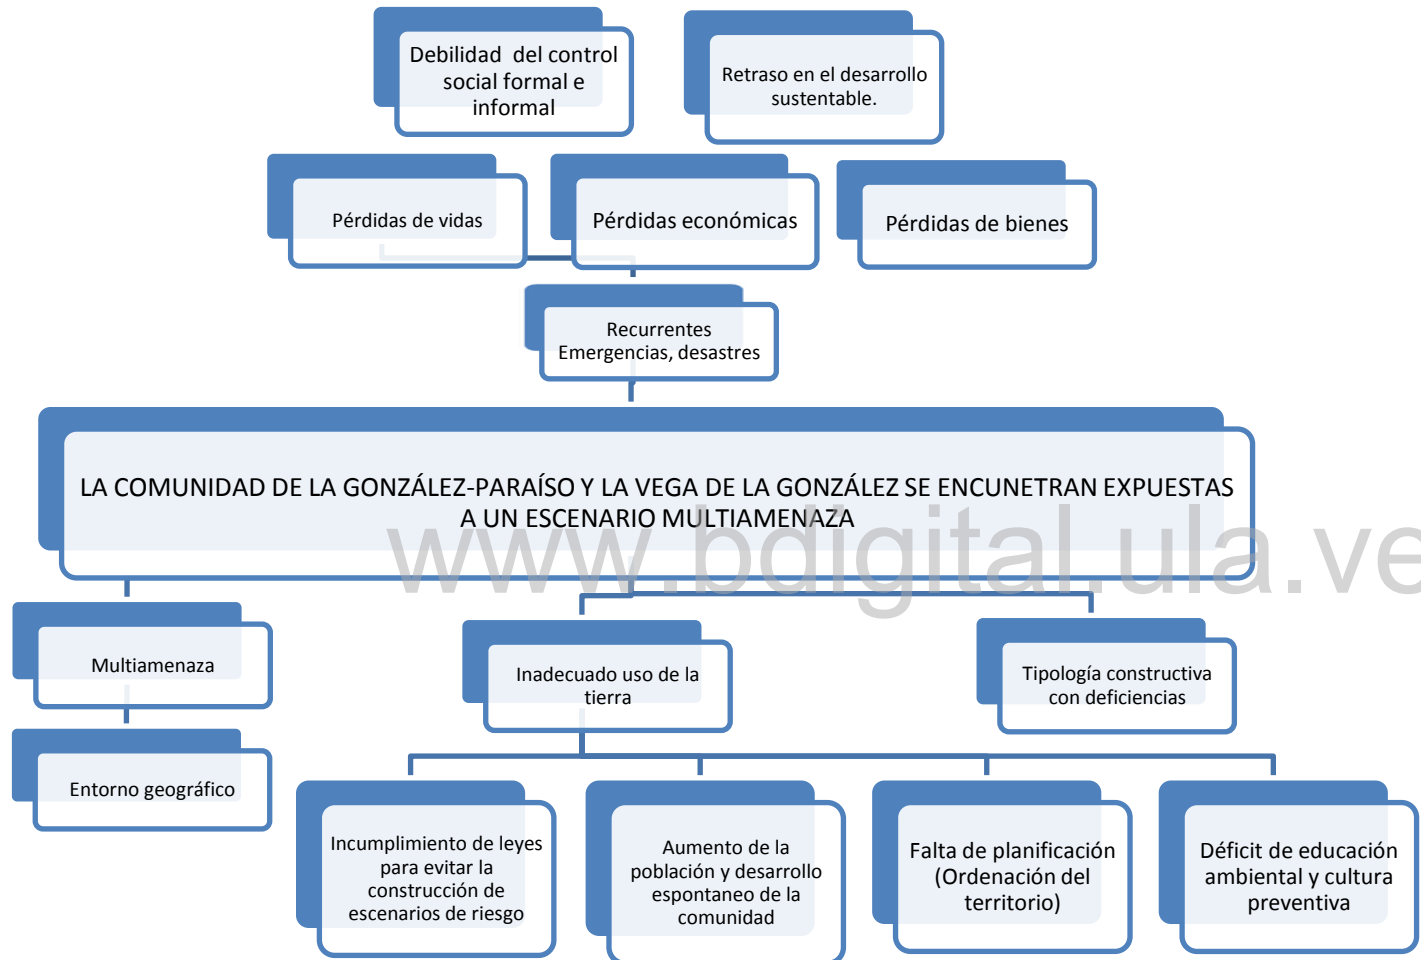 Debilidad del control
social formal e
informal
Retraso en el desarrollo
sustentable.
Pérdidas de vidas
Pérdidas económicas
Pérdidas de bienes
Recurrentes
Emergencias, desastres
LA COMUNIDAD DE LA GONZÁLEZ-PARAÍSO Y LA VEGA DE LA GONZÁLEZ SE ENCUNETRAN EXPUESTAS
A UN ESCENARIO MULTIAMENAZA
www.bdigital.ula.ve
Multiamenaza
Inadecuado uso de la
tierra
Tipología constructiva
con deficiencias
Entorno geográfico
Incumplimiento de leyes
para evitar la
construcción de
escenarios de riesgo
Aumento de la
población y desarrollo
espontaneo de la
comunidad
Falta de planificación
(Ordenación del
territorio)
Déficit de educación
ambiental y cultura
preventiva